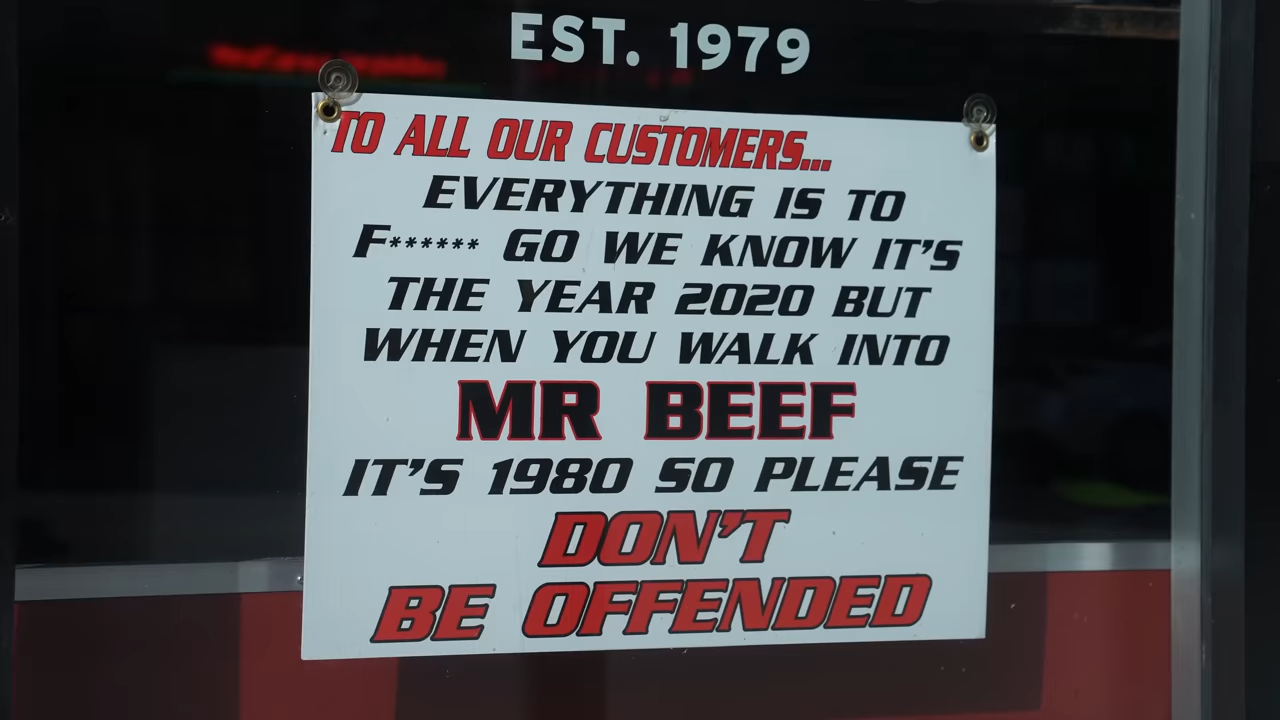 EST. 1979
TO ALL OUR CUSTOMERS...
EVERYTHING IS TO
F****** GO WE KNOW IT'S
THE YEAR 2020 BUT
WHEN YOU WALK INTO
MR BEEF
IT'S 1980 SO PLEASE
DON'T
BE OFFENDED